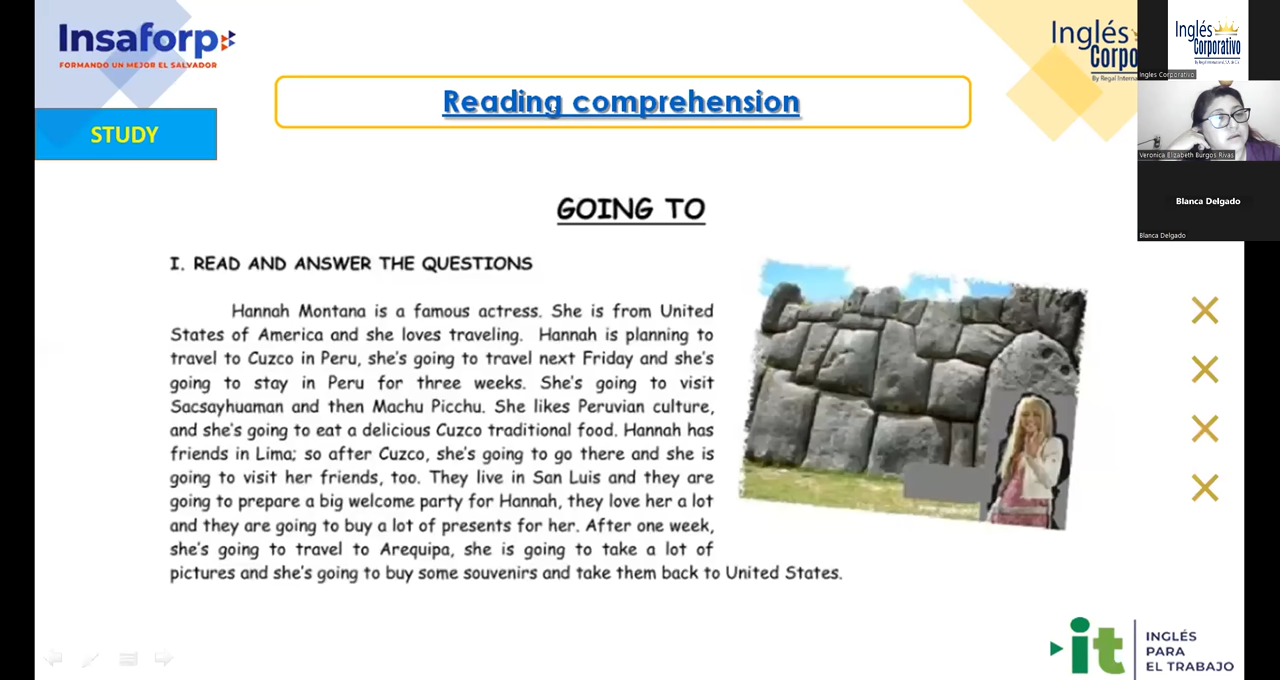 Insaforp
FORMANDO UN MEJOR EL SALVADOR
STUDY
Reading comprehension
Inglés
Corpo
By Regal Interna
Inglés
Corporativo
Ingles Corporativo
Veronica Elizabeth Burgos Rivas
Blanca Delgado
Blanca Delgado
GOING TO
I. READ AND ANSWER THE QUESTIONS
Hannah Montana is a famous actress. She is from United
States of America and she loves traveling. Hannah is planning to
travel to Cuzco in Peru, she's going to travel next Friday and she's
going to stay in Peru for three weeks. She's going to visit
Sacsayhuaman and then Machu Picchu. She likes Peruvian culture,
and she's going to eat a delicious Cuzco traditional food. Hannah has
friends in Lima; so after Cuzco, she's going to go there and she is
going to visit her friends, too. They live in San Luis and they are
going to prepare a big welcome party for Hannah, they love her a lot
and they are going to buy a lot of presents for her. After one week,
she's going to travel to Arequipa, she is going to take a lot of
pictures and she's going to buy some souvenirs and take them back to United States.
it
INGLÉS
PARA
EL TRABAJO